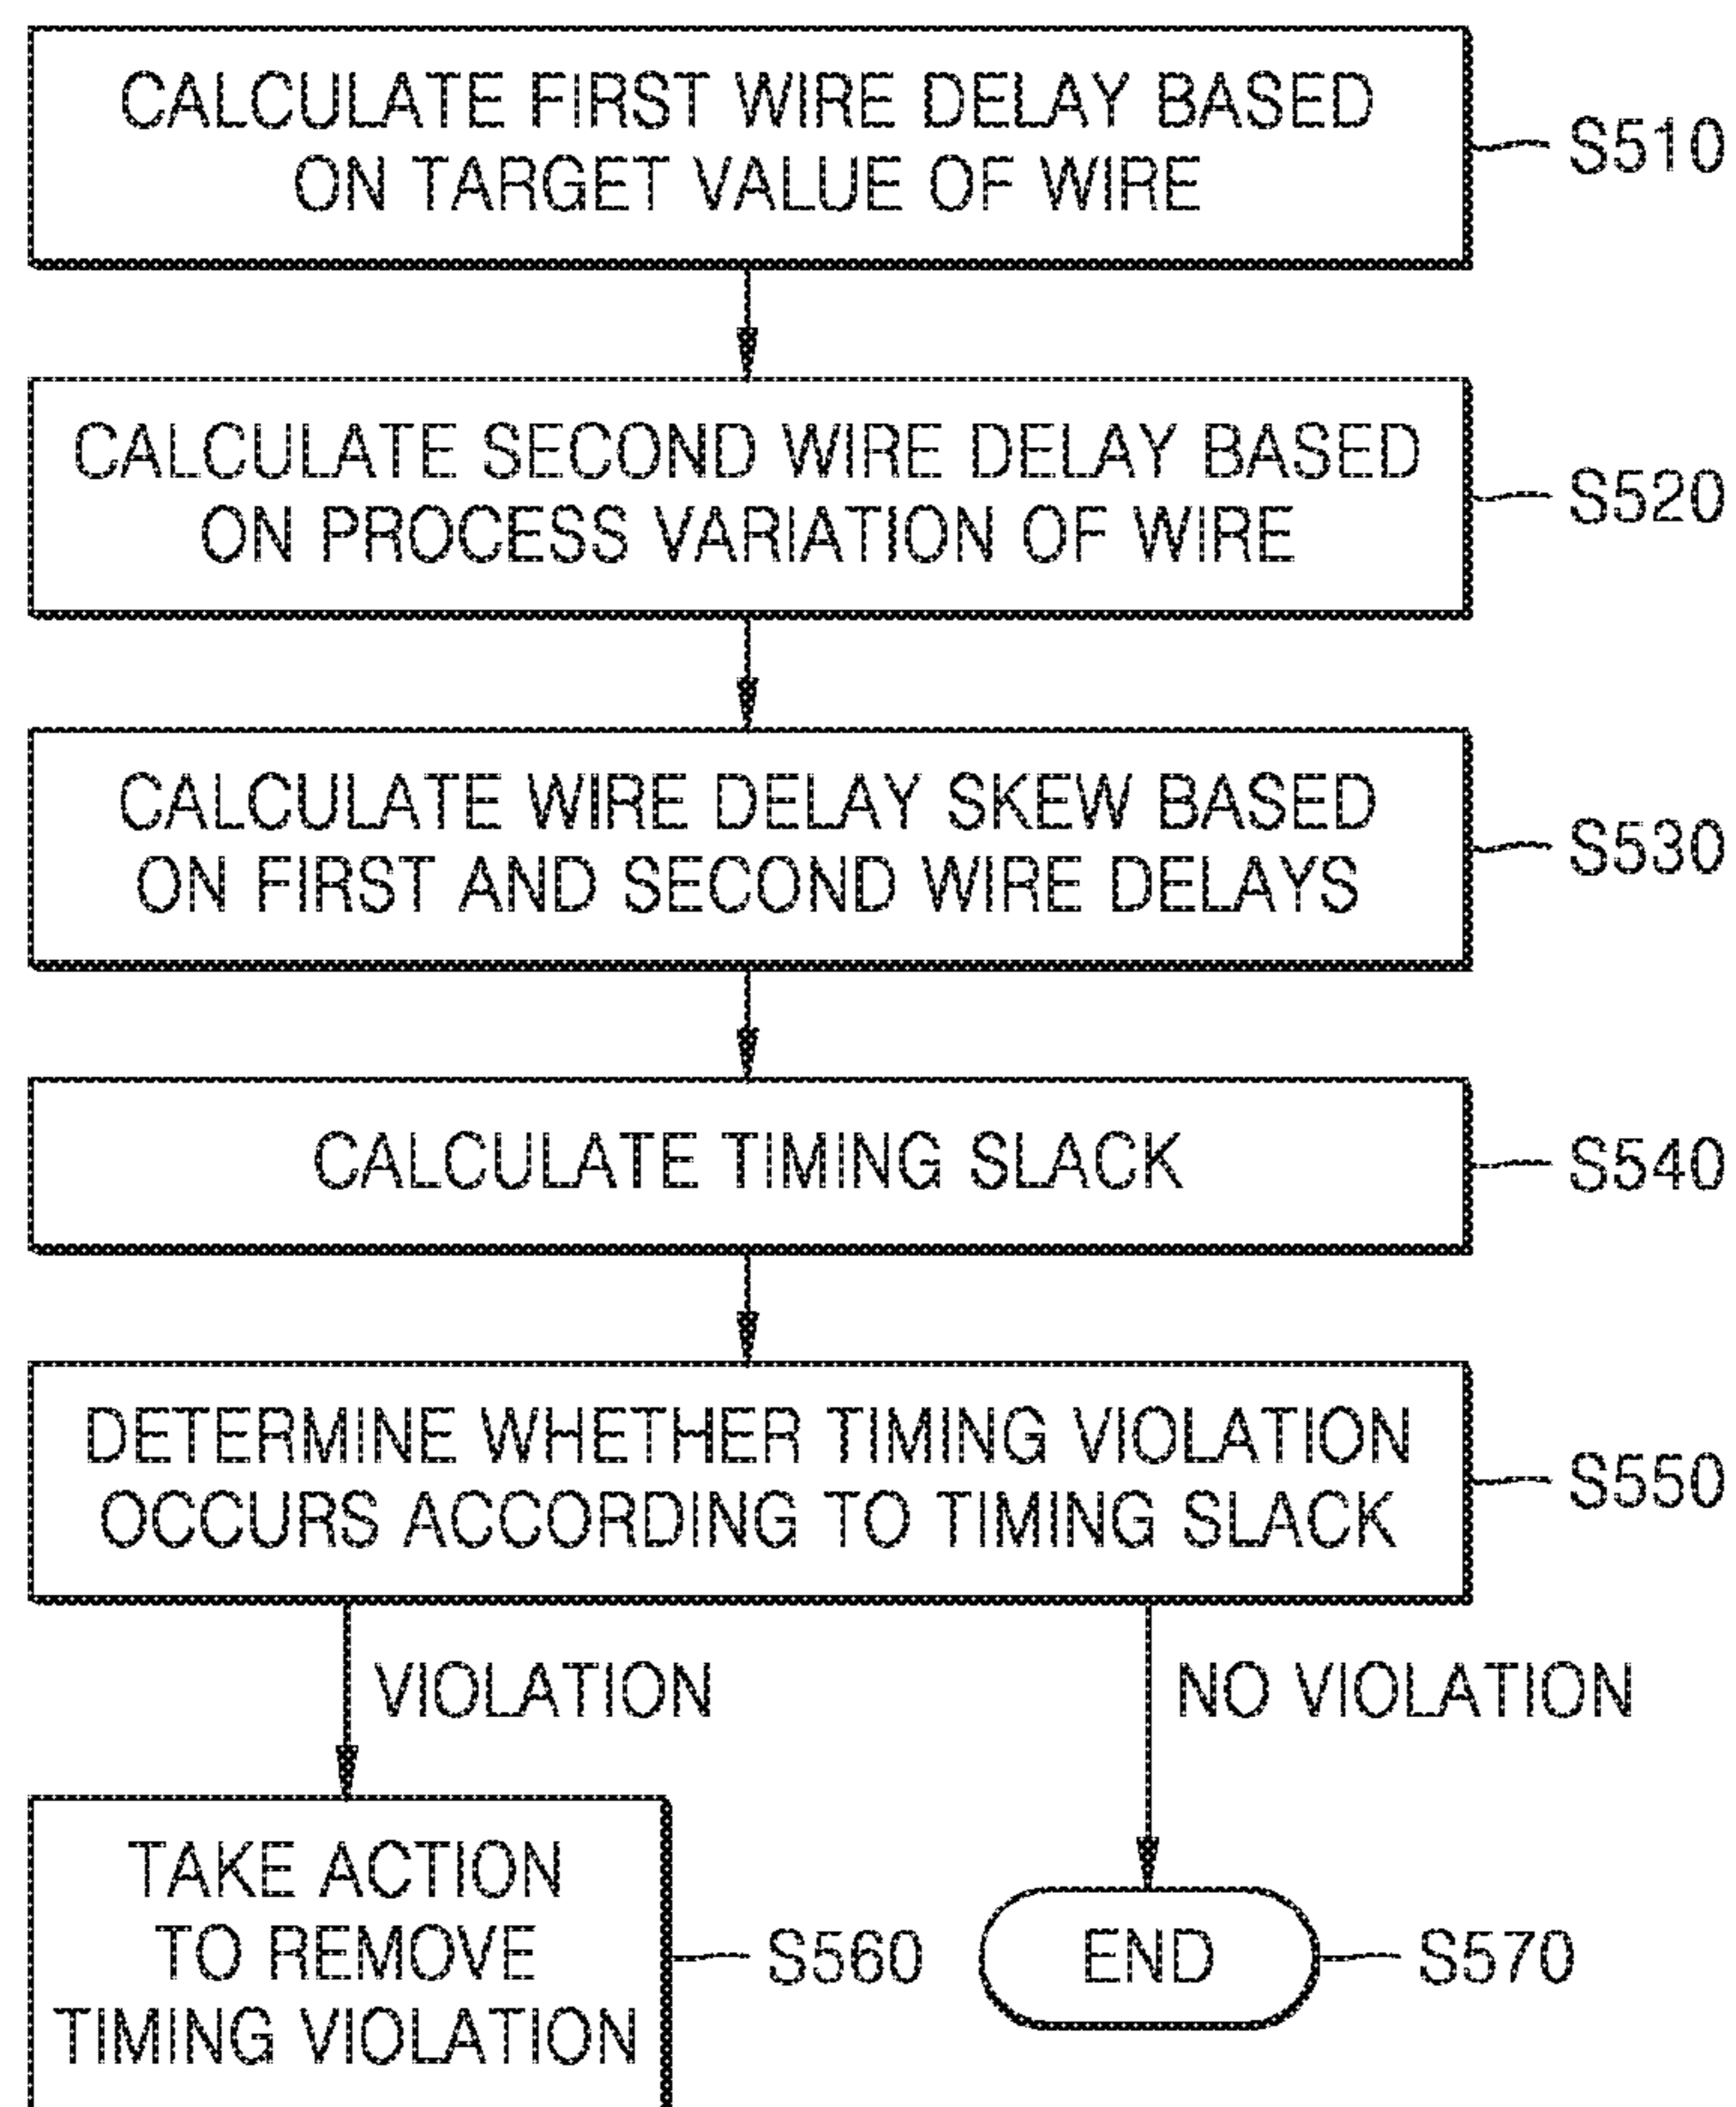 CALCULATE FIRST WIRE DELAY BASED
ON TARGET VALUE OF WIRE
S510
CALCULATE SECOND WIRE DELAY BASED
ON PROCESS VARIATION OF WIRE
S520
CALCULATE WIRE DELAY SKEW BASED
ON FIRST AND SECOND WIRE DELAYS
S530
CALCULATE TIMING SLACK
S540
DETERMINE WHETHER TIMING VIOLATION
OCCURS ACCORDING TO TIMING SLACK
S550
VIOLATION
NO VIOLATION
TAKE ACTION
TO REMOVE
TIMING VIOLATION
S560
END
S570